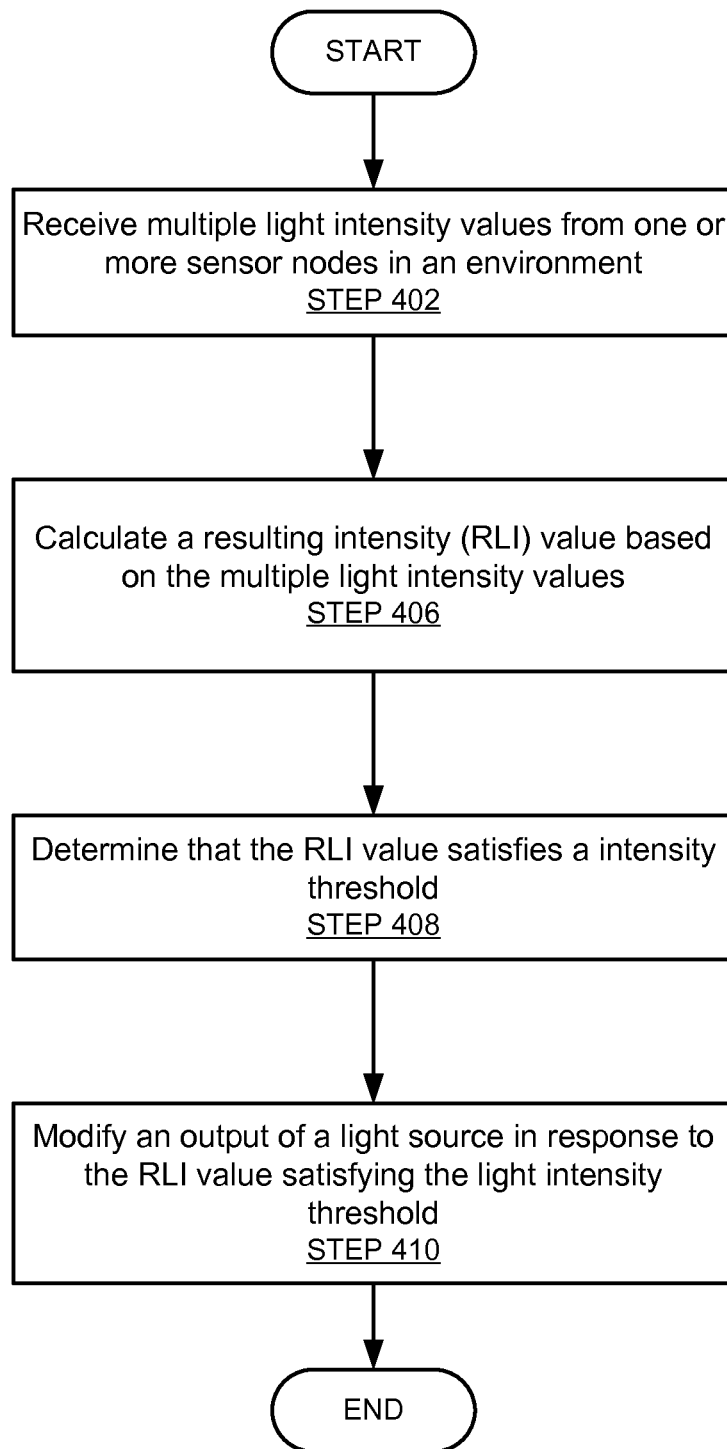 START
Receive multiple light intensity values from one or
more sensor nodes in an environment
STEP 402
Calculate a resulting intensity (RLI) value based
on the multiple light intensity values
STEP 406
Determine that the RLI value satisfies a intensity
threshold
STEP 408
Modify an output of a light source in response to
the RLI value satisfying the light intensity
threshold
STEP 410
END